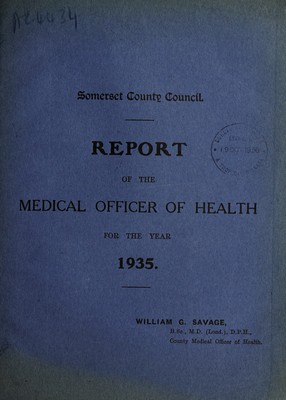 Somerset County Council.
REPORT
OF THE
MEDICAL OFFICER OF HEALTH
FOR THE YEAR
1935.
WILLIAM G. SAVAGE,
B.Sc., M.D. (Lond.), D.P.H.,
County Medical Officer of Health.